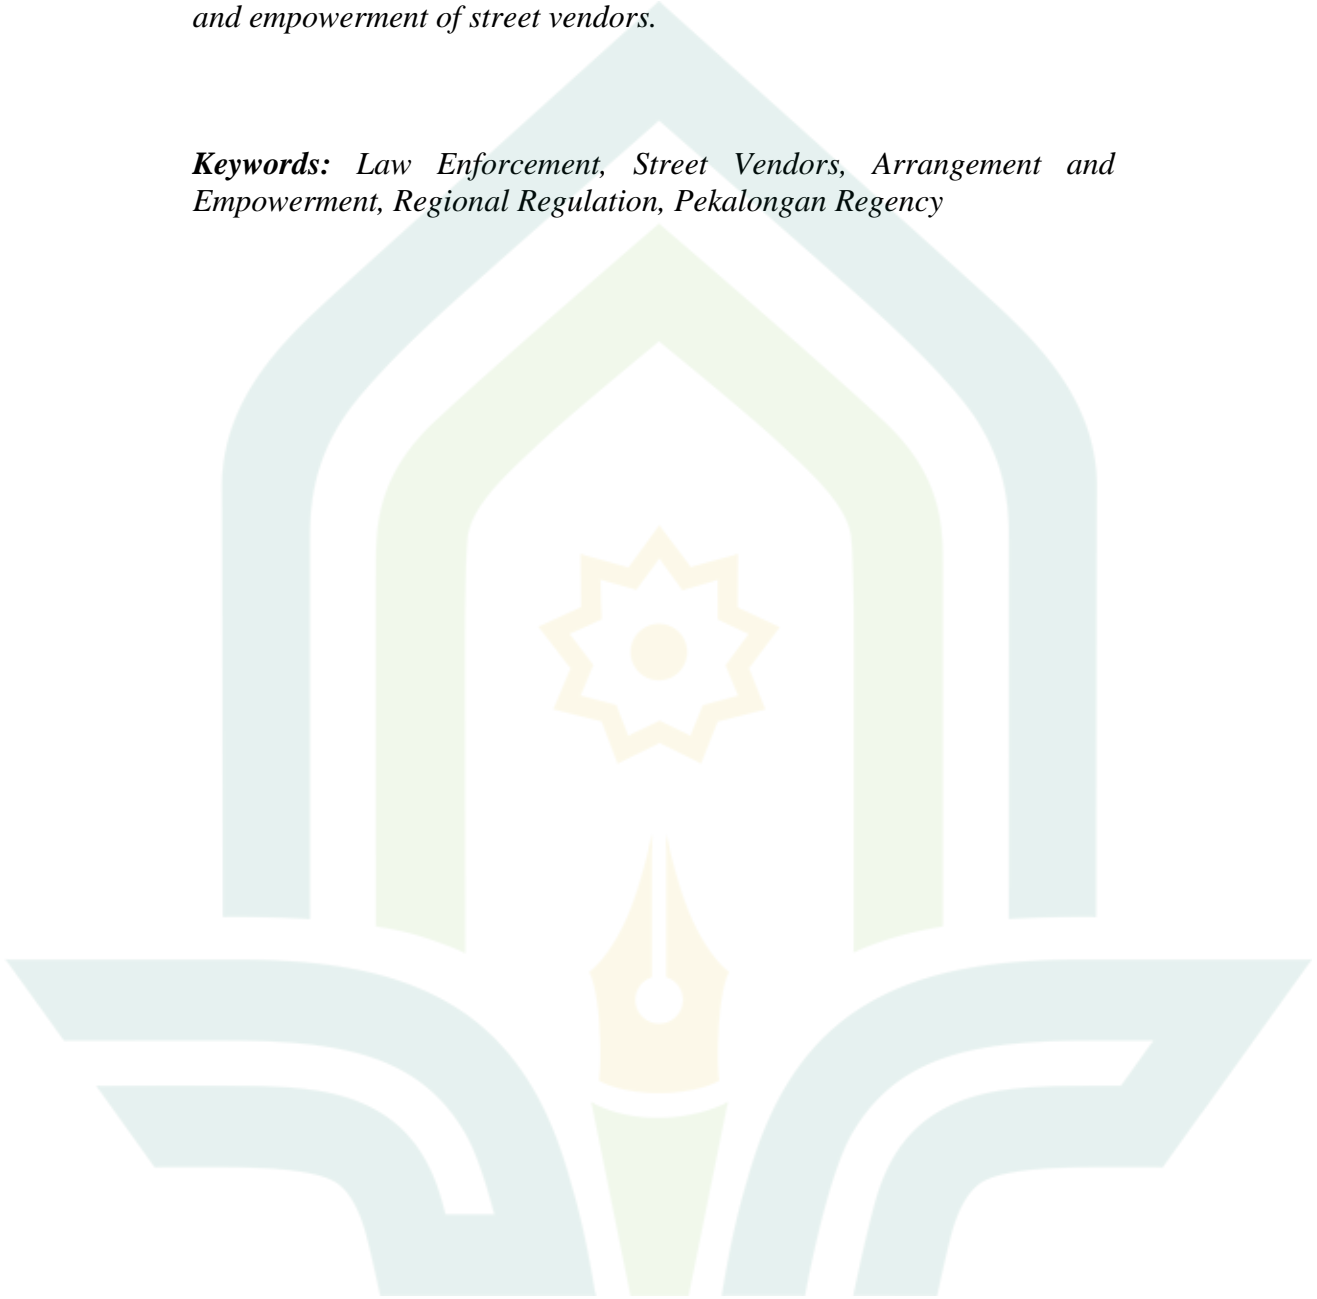 and empowerment of street vendors.
Keywords: Law Enforcement, Street Vendors, Arrangement and
Empowerment, Regional Regulation, Pekalongan Regency